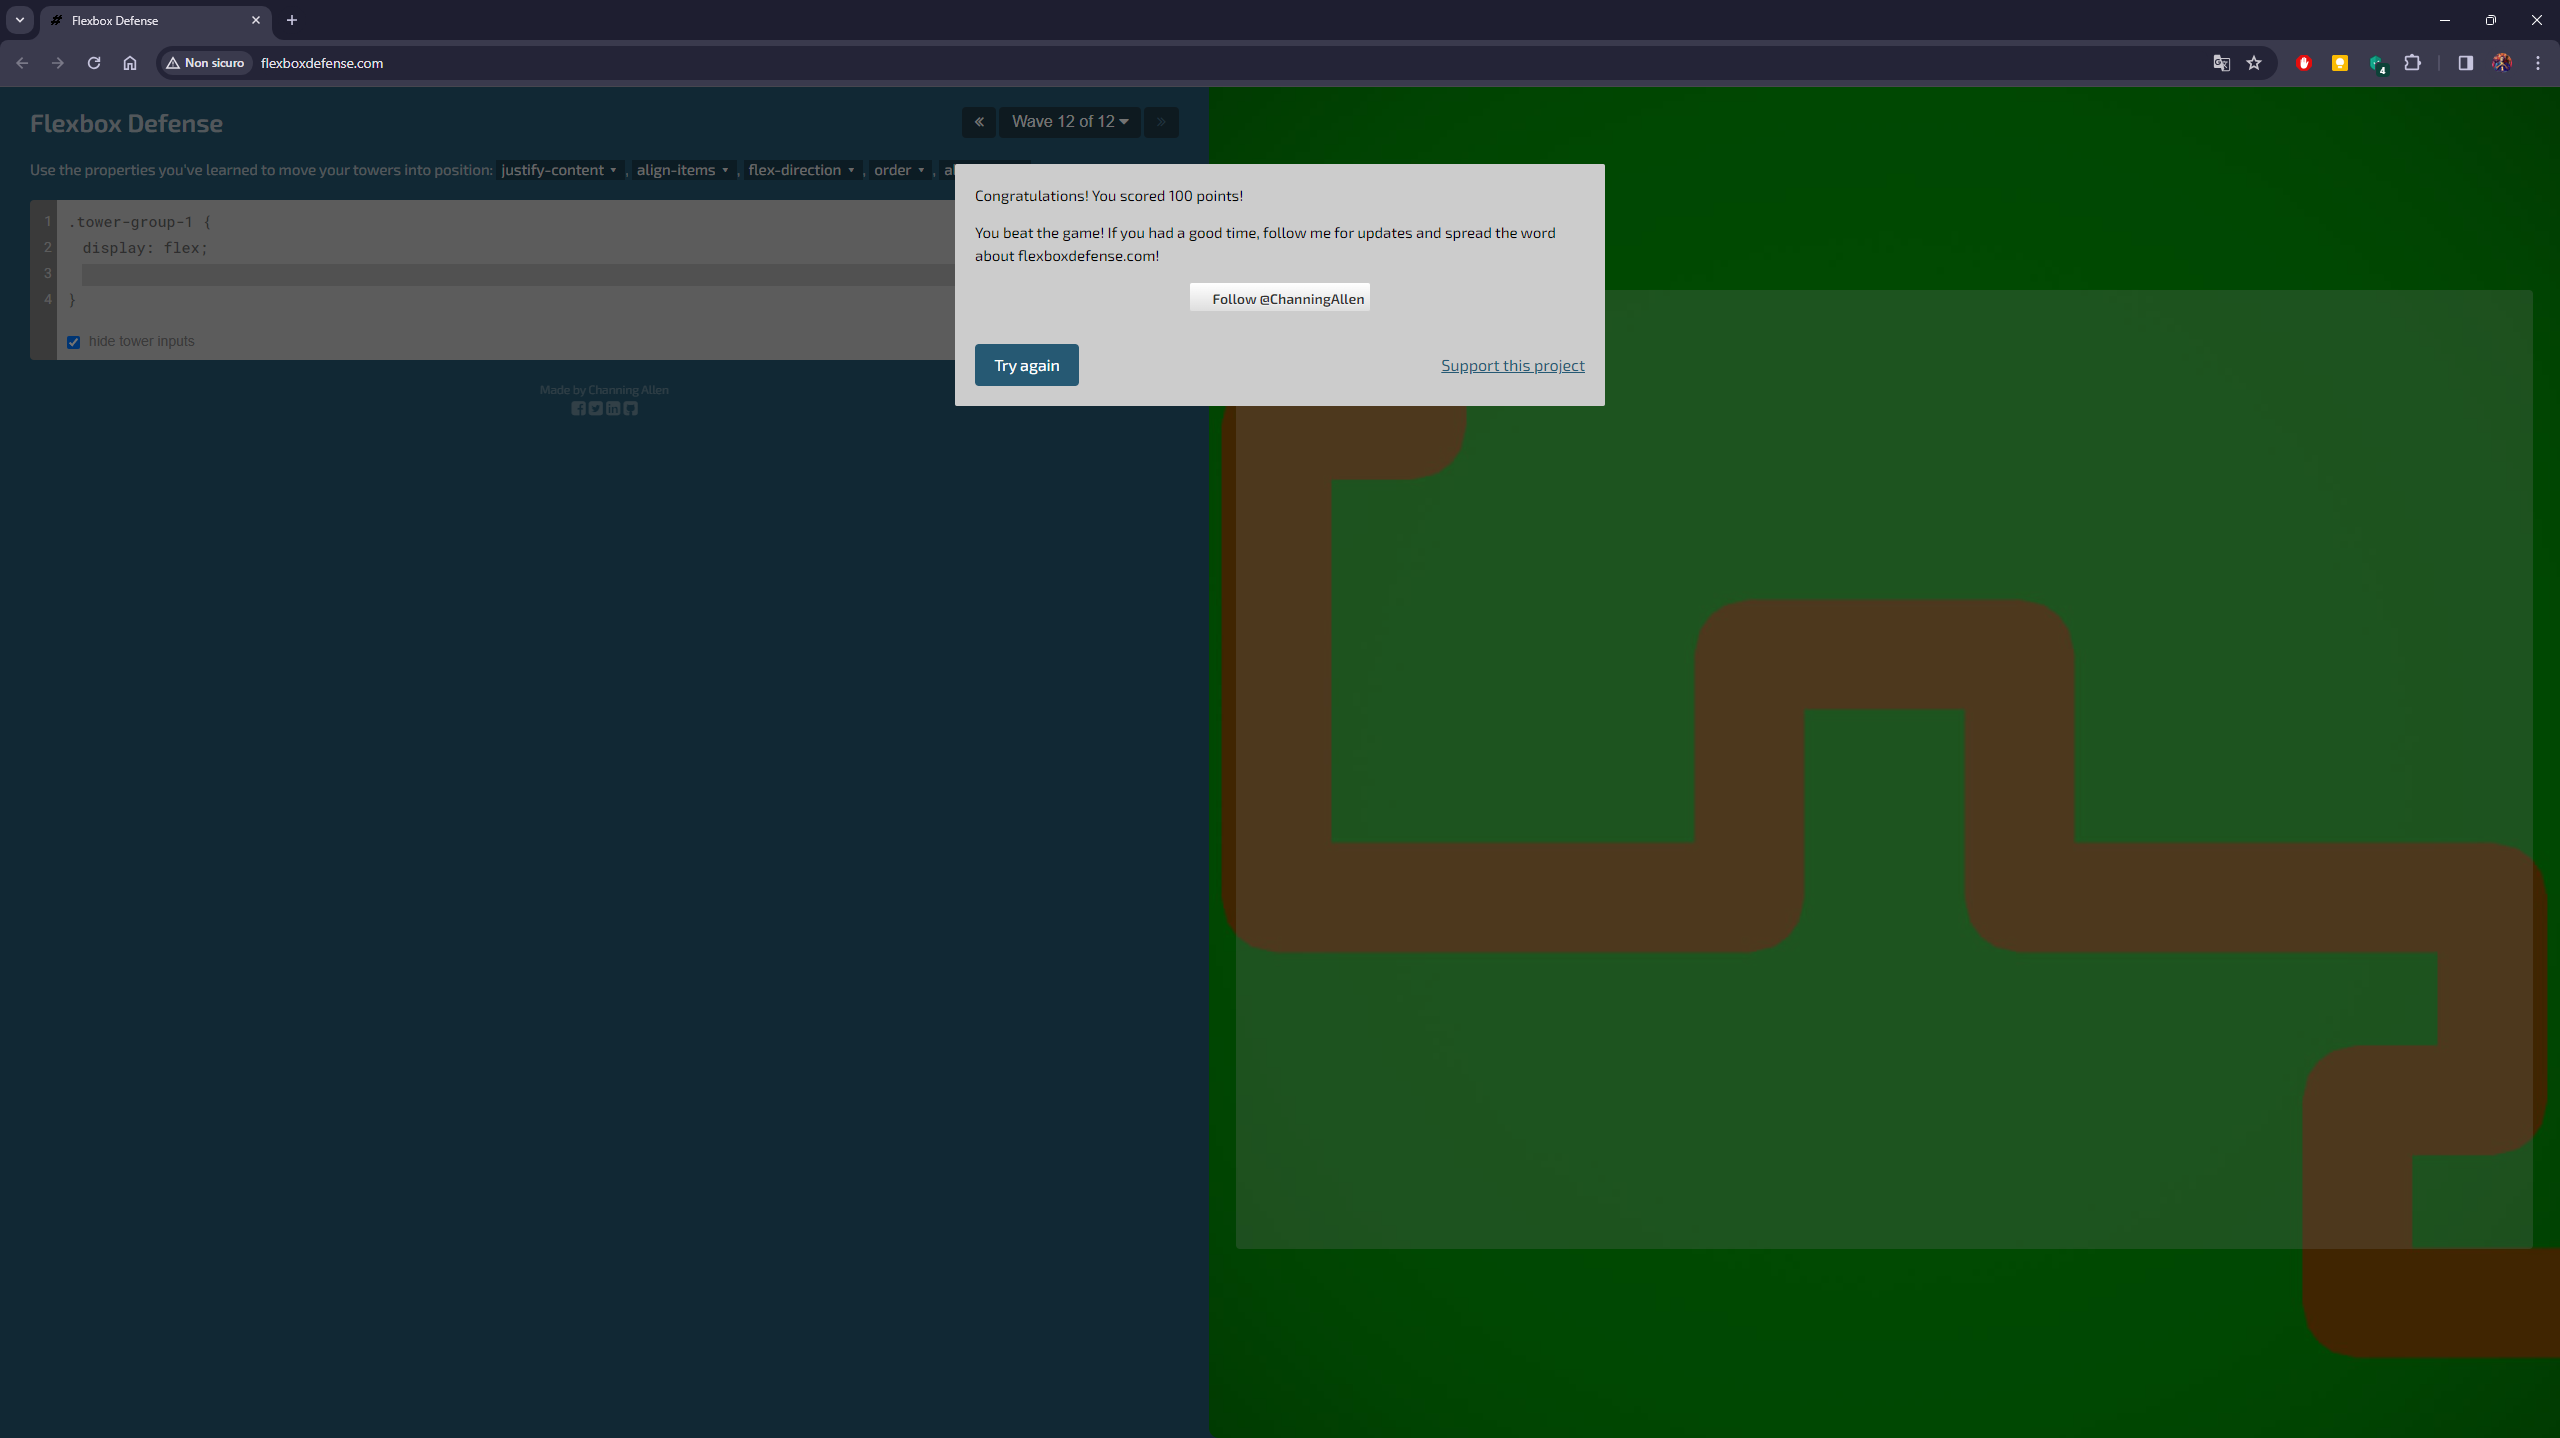 Flexbox Defense
Non sicuro flexboxdefense.com
4
Flexbox Defense
« Wave 12 of 12 »
Use the properties you've learned to move your towers into position: justify-content , align-items , flex-direction , order ,
1 .tower-group-1 {
2 display: flex;
3
4 }
hide tower inputs
Made by Channing Allen
Congratulations! You scored 100 points!
You beat the game! If you had a good time, follow me for updates and spread the word
about flexboxdefense.com!
Follow @ChanningAllen
Try again
Support this project